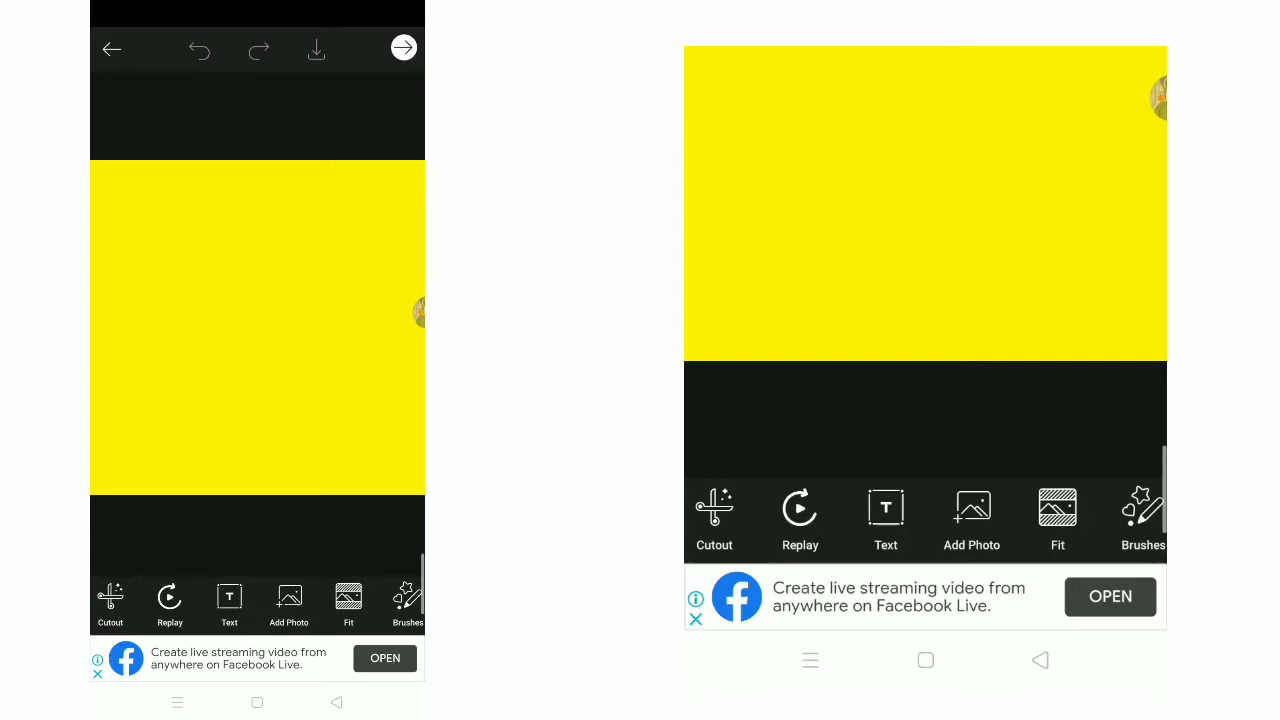 Cutout Replay Text Add Photo Fit Brushes
Create live streaming video from
anywhere on Facebook Live.
OPEN
Cutout Replay Text Add Photo Fit Brushes
Create live streaming video from
anywhere on Facebook Live.
OPEN